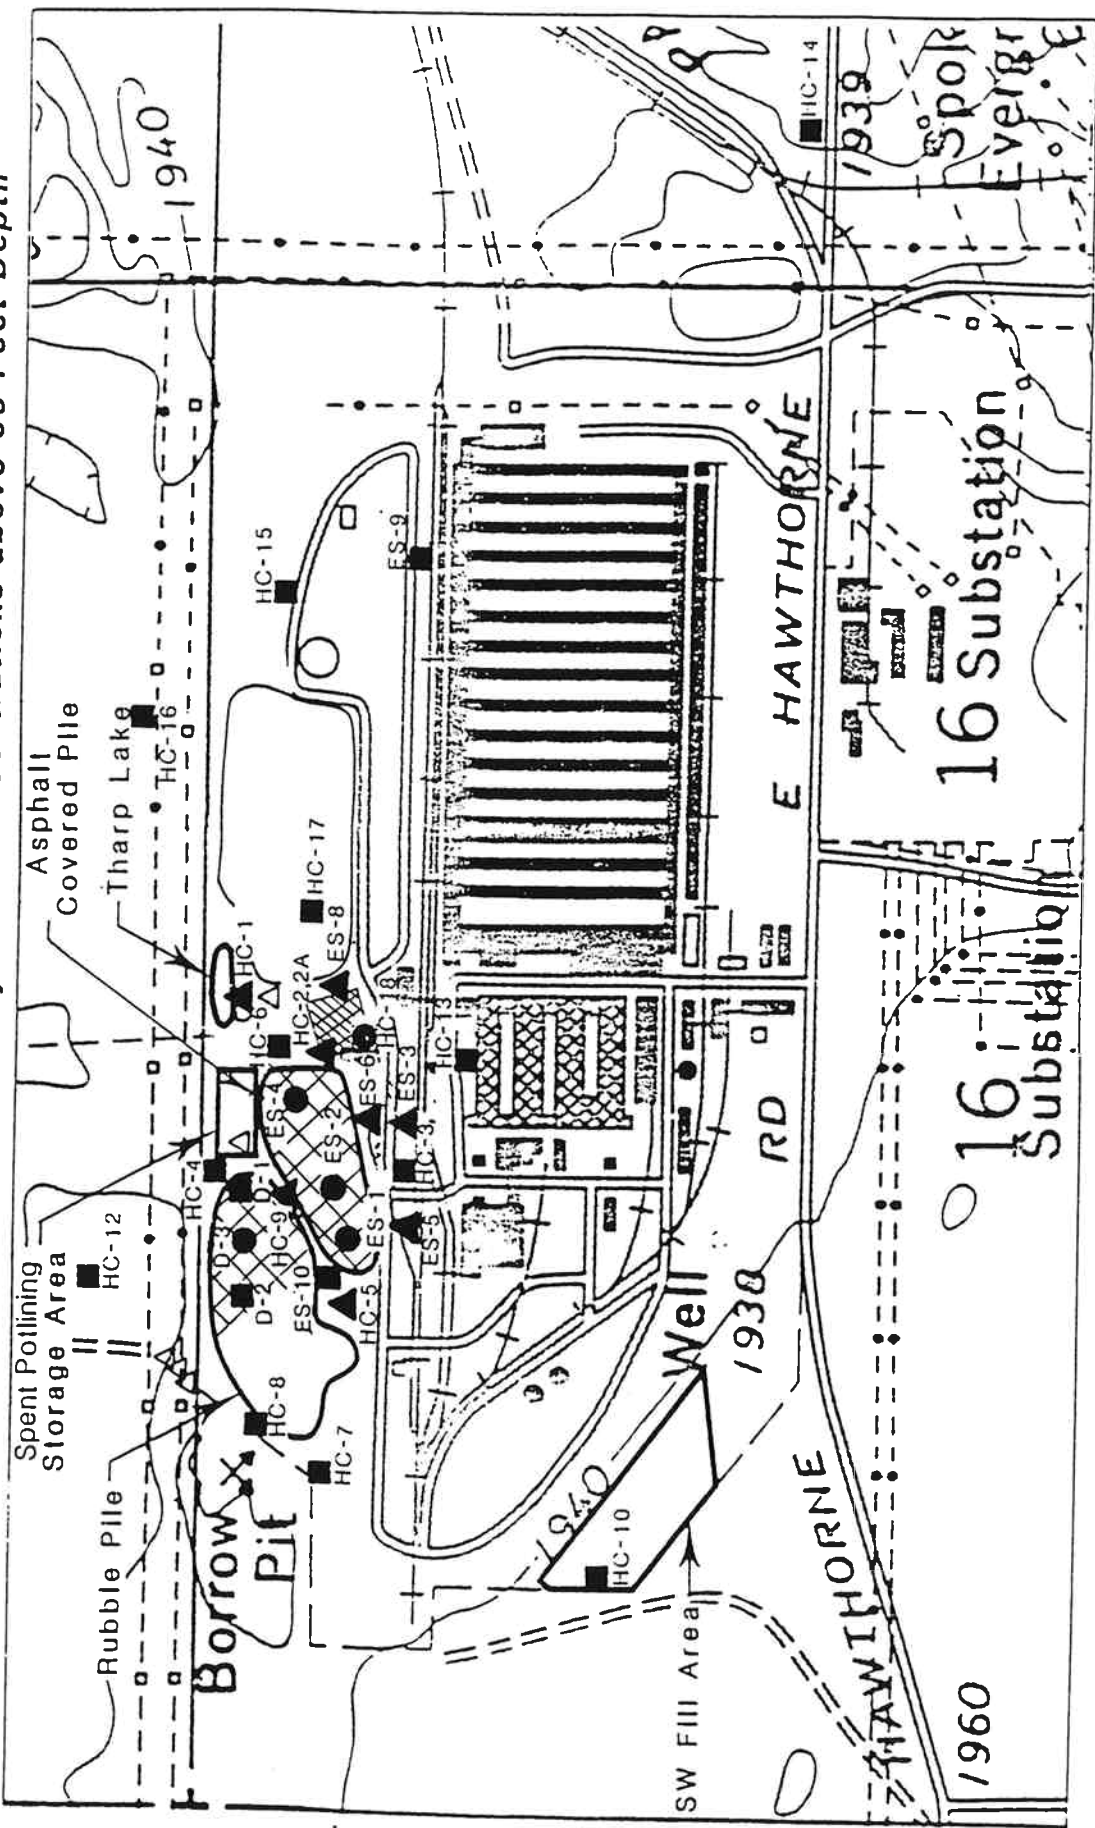 Asphalt
Covered Pile
Tharp Lake
Spent Potlining
Storage Area
Rubble Pile
Borrow
Pit
1940
HC-16
HC-15
HC-17
HC-1
HC-6
HC-2,2A
ES-8
HC-18
ES-9
HC-4
HC-12
D-1
D-3
D-2
HC-9
ES-10
HC-5
HC-8
HC-7
ES-4
ES-2
ES-6
ES-3
ES-1
ES-5
HC-3
HC-13
HC-14
1939
Spok
E HAWTHORNE
RD
16 Substation
16
Well
1938
1940
HC-10
SW Fill Area
HAWTHORNE
1960